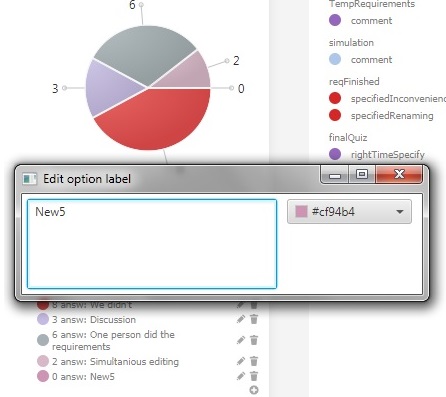 6
2
0
3
TempRequirements
comment
simulation
comment
reqFinished
specifiedInconvenienc
specifiedRenaming
finalQuiz
rightTimeSpecify
Edit option label
New5
#cf94b4
8 answ: We didn't
3 answ: Discussion
6 answ: One person did the
requirements
2 answ: Simultanious editing
0 answ: New5